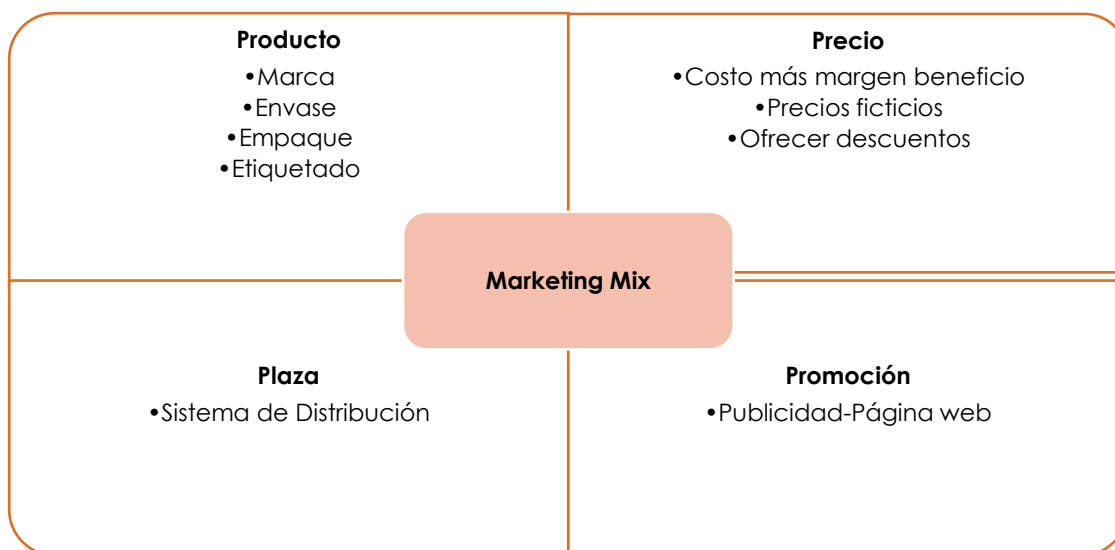 Producto
•Marca
•Envase
•Empaque
•Etiquetado
Precio
•Costo más margen beneficio
•Precios ficticios
•Ofrecer descuentos
Marketing Mix
Plaza
•Sistema de Distribución
Promoción
•Publicidad-Página web